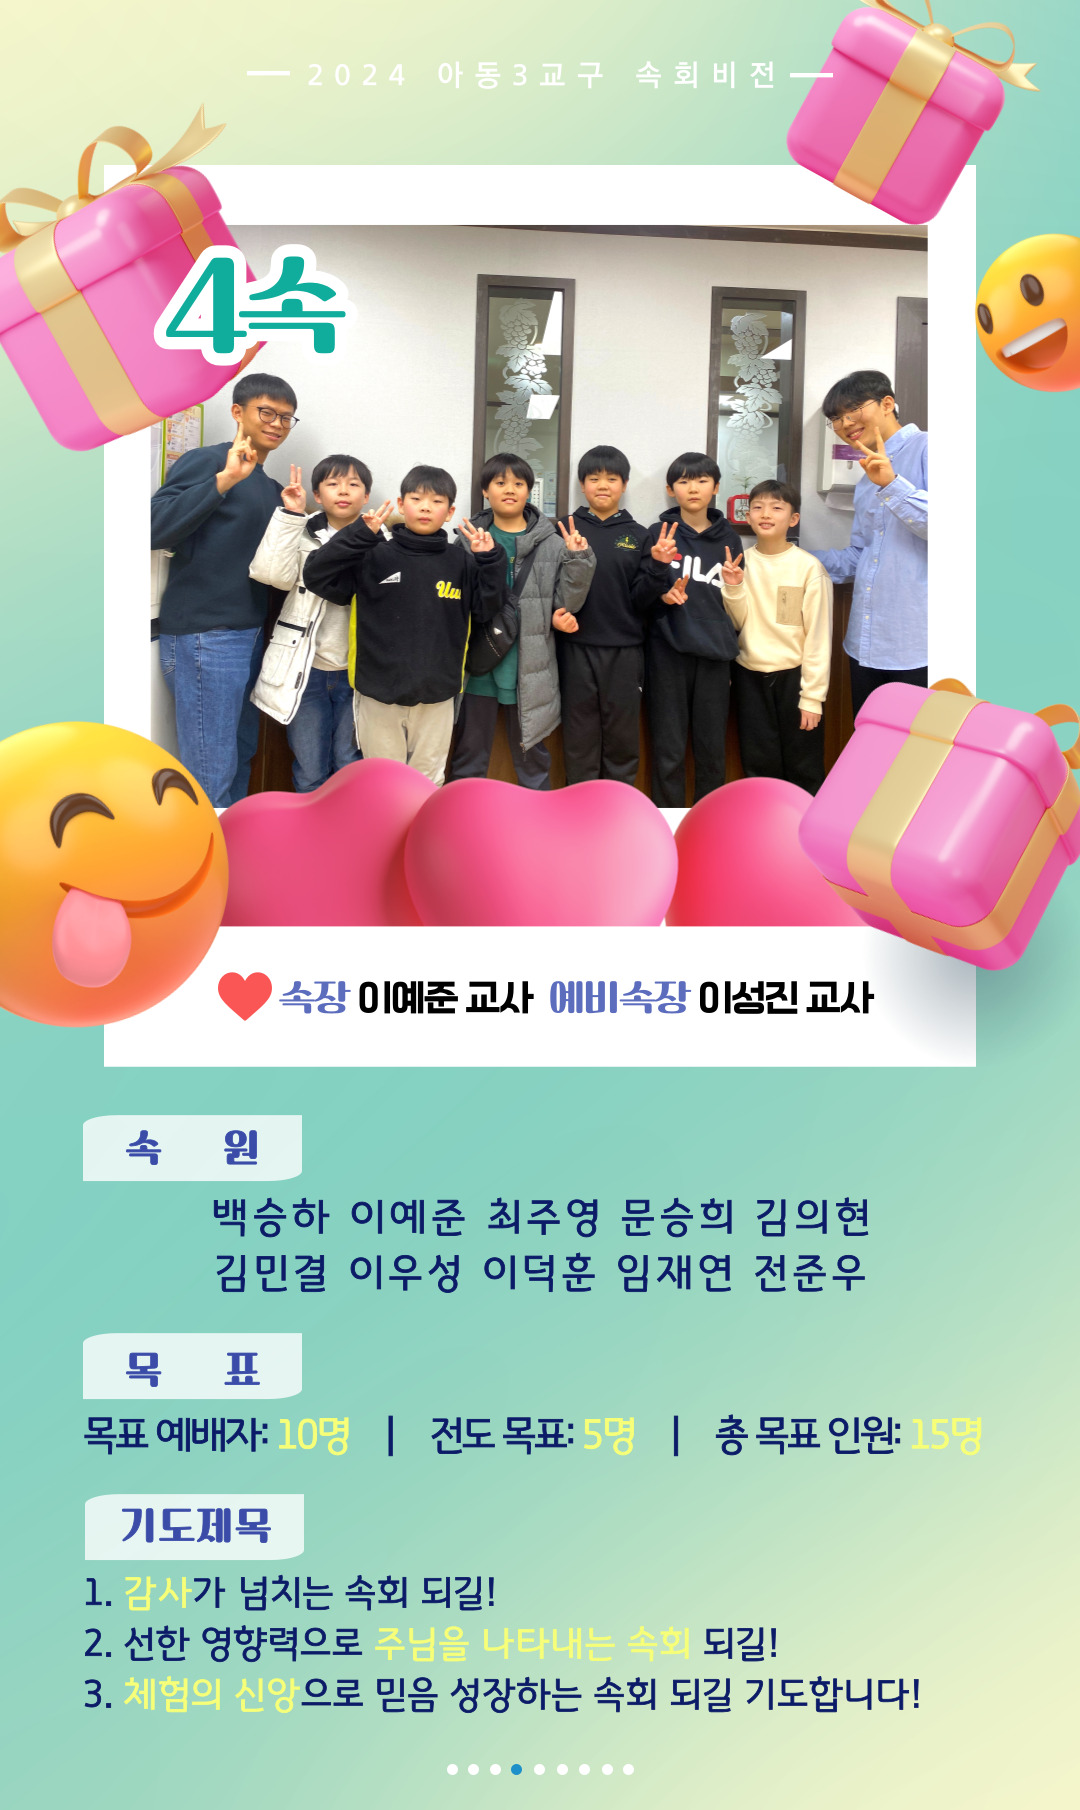 2024 아동3교구 속회비전
4속
FILA
속장 이예준 교사 예비속장 이성진 교사
속 원
백승하 이예준 최주영 문승희 김의현
김민결 이우성 이덕훈 임재연 전준우
목 표
목표 예배자: 10명 | 전도 목표: 5명 | 총 목표 인원: 15명
기도제목
1. 감사가 넘치는 속회 되길!
2. 선한 영향력으로 주님을 나타내는 속회 되길!
3. 체험의 신앙으로 믿음 성장하는 속회 되길 기도합니다!